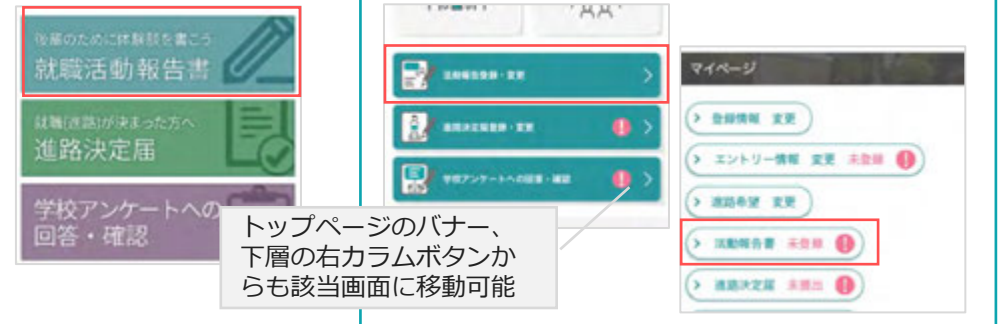 後輩のために体験談を書こう
就職活動報告書
就職(進路)が決まった方へ
進路決定届
学校アンケートへの
回答・確認
活動報告登録・変更
進路決定届登録・変更
学校アンケートへの回答・確認
トップページのバナー、
下層の右カラムボタンか
らも該当画面に移動可能
マイページ
登録情報 変更
エントリー情報 変更 未登録
進路希望 変更
活動報告書 未登録
進路決定届 未提出